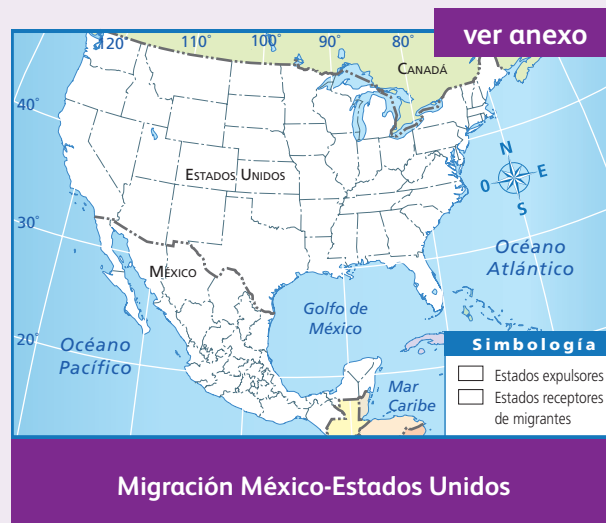 ver anexo
120°
110°
100°
90°
80°
CANADÁ
40°
ESTADOS UNIDOS
N
O
E
S
30°
MÉXICO
Océano
Atlántico
Golfo de
México
20°
Océano
Pacífico
Mar
Caribe
Simbología
Estados expulsores
Estados receptores
de migrantes
Migración México-Estados Unidos